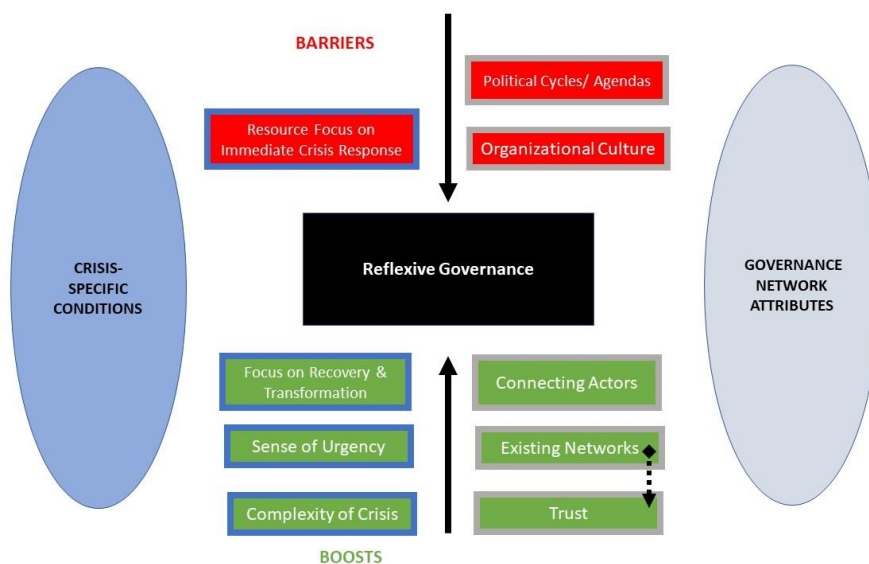 BARRIERS
Political Cycles/ Agendas
Resource Focus on
Immediate Crisis Response
Organizational Culture
CRISIS-
SPECIFIC
CONDITIONS
Reflexive Governance
GOVERNANCE
NETWORK
ATTRIBUTES
Focus on Recovery &
Transformation
Connecting Actors
Sense of Urgency
Existing Networks
Complexity of Crisis
Trust
BOOSTS